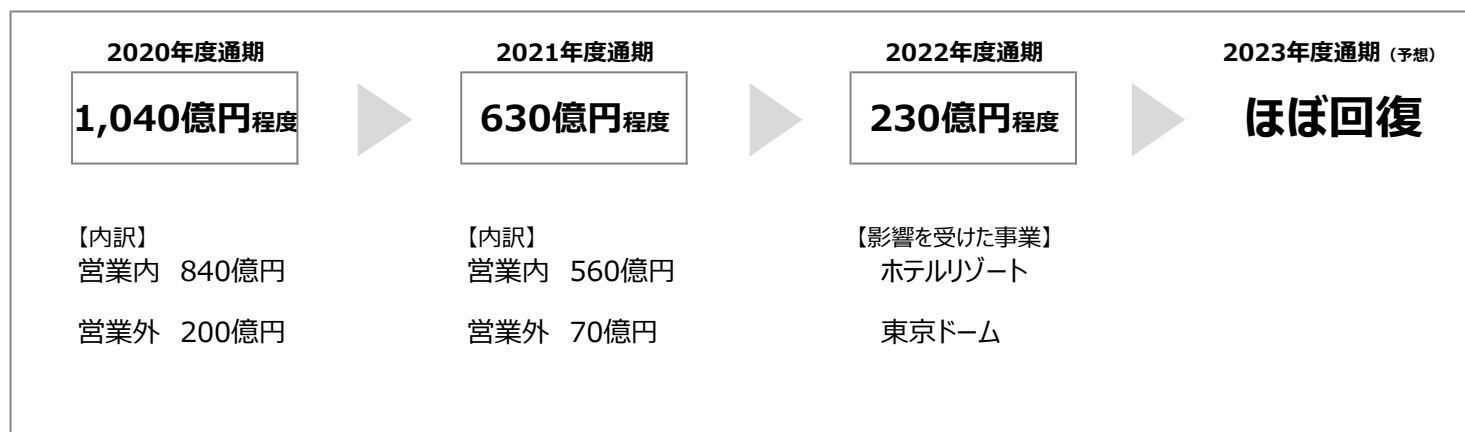 2020年度通期
1,040億円程度
【内訳】
営業内 840億円
営業外 200億円
2021年度通期
630億円程度
【内訳】
営業内 560億円
営業外 70億円
2022年度通期
230億円程度
【影響を受けた事業】
ホテルリゾート
東京ドーム
2023年度通期（予想）
ほぼ回復